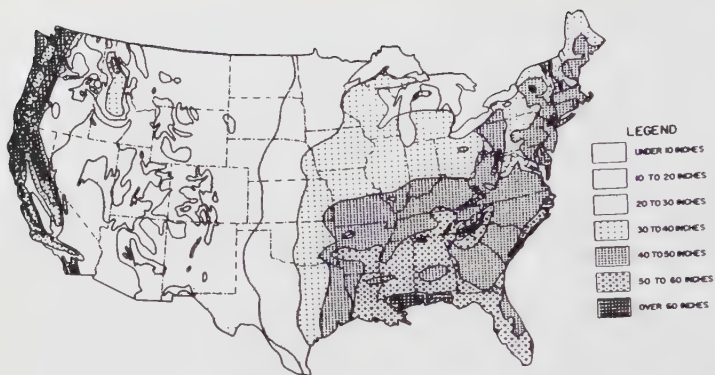 LEGEND
UNDER 10 INCHES
10 TO 20 INCHES
20 TO 30 INCHES
30 TO 40 INCHES
40 TO 50 INCHES
50 TO 60 INCHES
OVER 60 INCHES